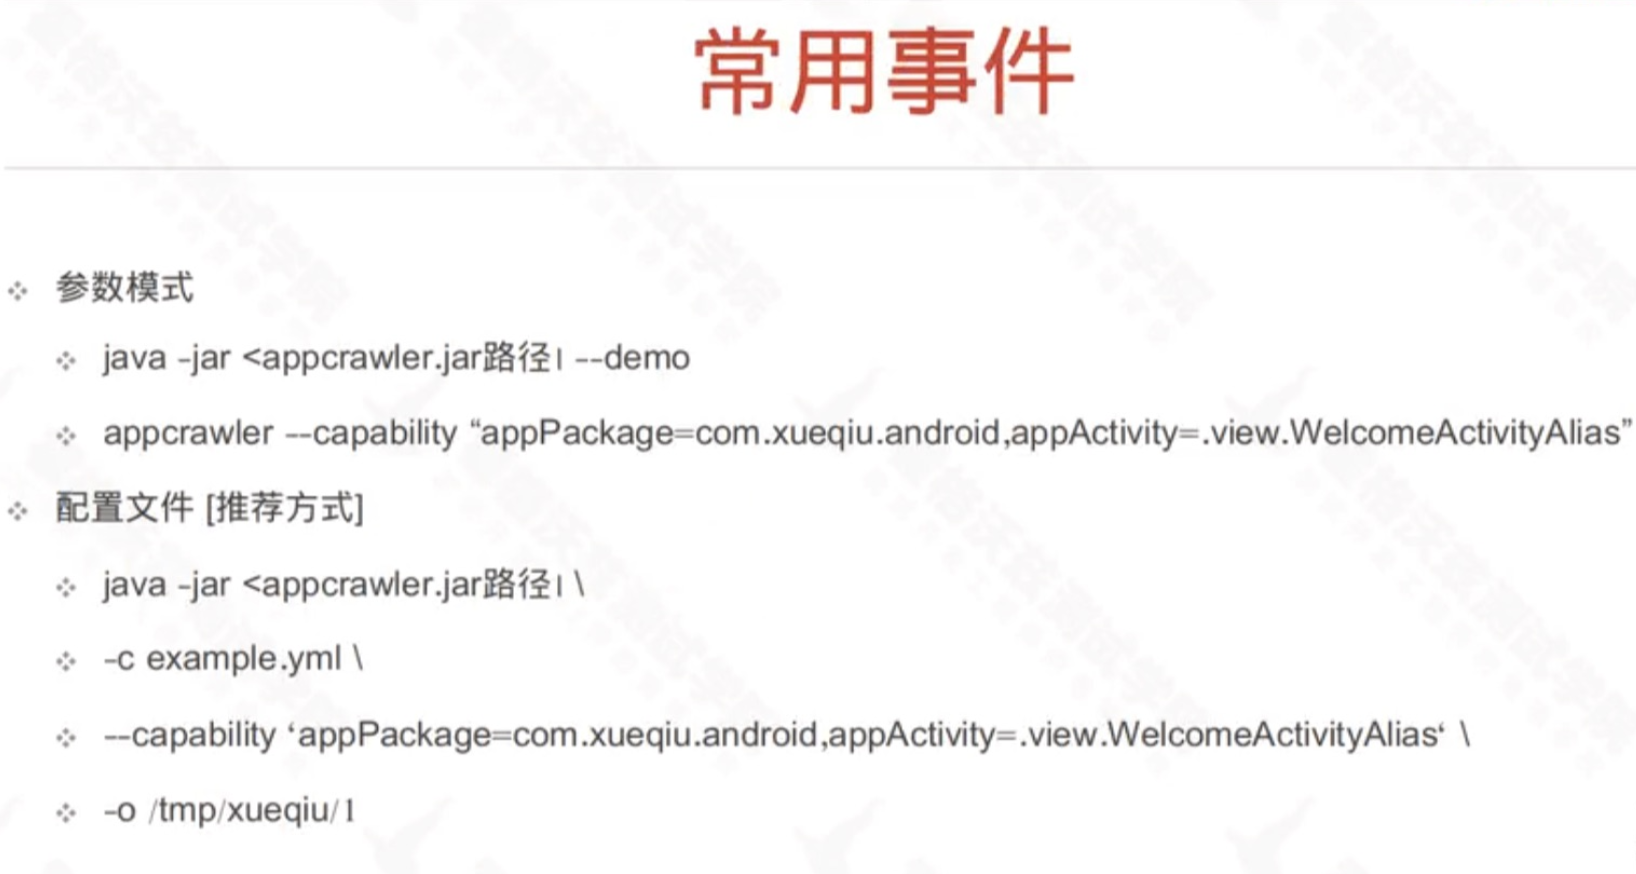 常用事件
参数模式
java -jar <appcrawler.jar路径| --demo
appcrawler --capability “appPackage=com.xueqiu.android,appActivity=.view.WelcomeActivityAlias”
配置文件 [推荐方式]
java -jar <appcrawler.jar路径| \
-c example.yml \
--capability ‘appPackage=com.xueqiu.android,appActivity=.view.WelcomeActivityAlias‘ \
-o /tmp/xueqiu/1